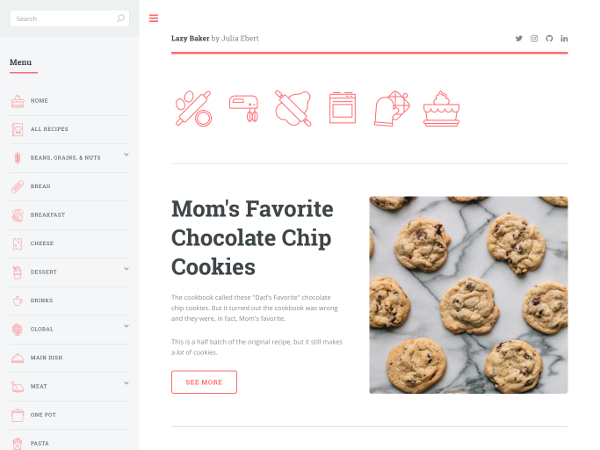 Search
Menu
HOME
ALL RECIPES
BEANS, GRAINS, & NUTS
BREAD
BREAKFAST
CHEESE
DESSERT
DRINKS
GLOBAL
MAIN DISH
MEAT
ONE POT
PASTA
Lazy Baker by Julia Ebert
Mom's Favorite
Chocolate Chip
Cookies
The cookbook called these "Dad's Favorite" chocolate
chip cookies. But it turned out the cookbook was wrong
and they were, in fact, Mom's favorite.
This is a half batch of the original recipe, but it still makes
a lot of cookies.
SEE MORE